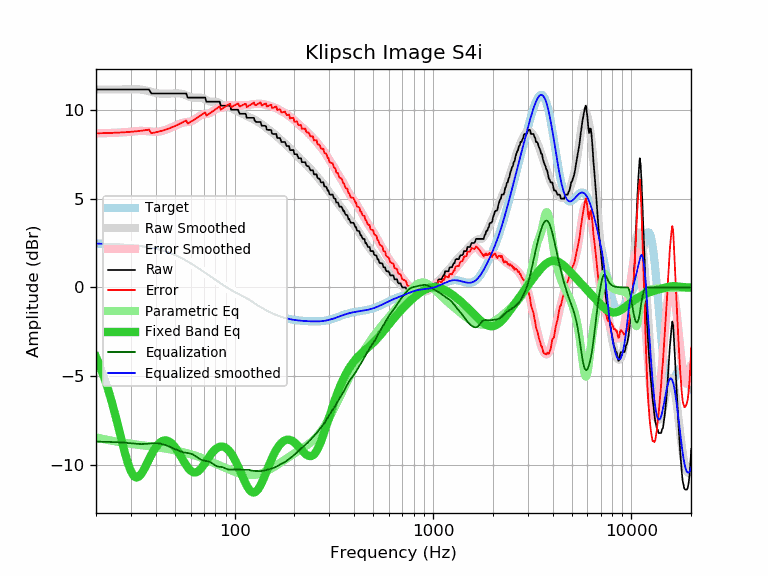 Klipsch Image S4i
Amplitude (dBr)
10
5
0
−5
−10
Target
Raw Smoothed
Error Smoothed
Raw
Error
Parametric Eq
Fixed Band Eq
Equalization
Equalized smoothed
100
1000
10000
Frequency (Hz)